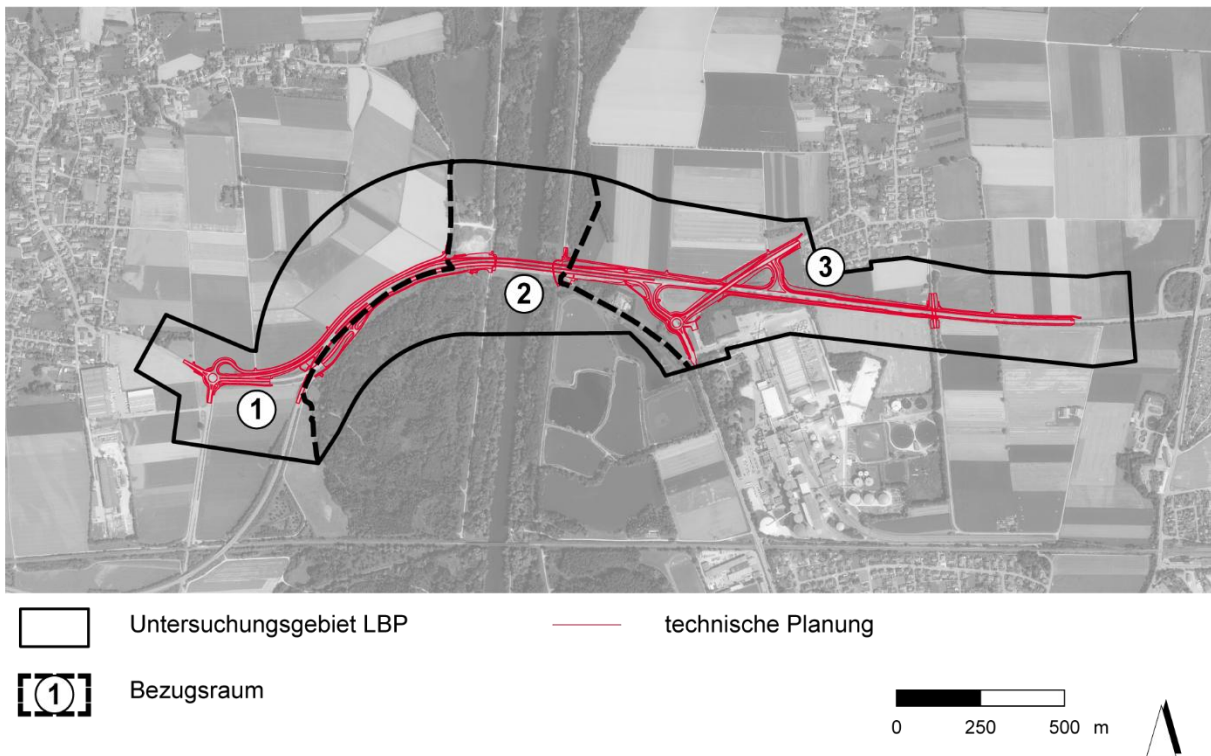 1
2
3
Untersuchungsgebiet LBP
technische Planung
1
Bezugsraum
0 250 500 m